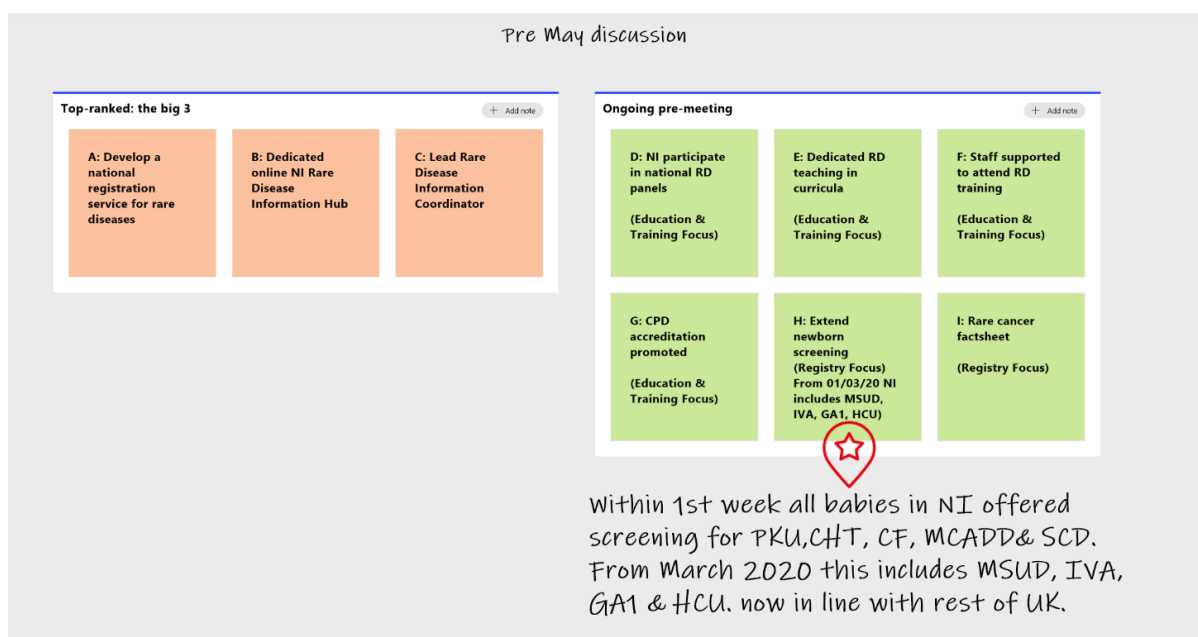 Pre May discussion
Top-ranked: the big 3
+ Add note
A: Develop a
national
registration
service for rare
diseases
B: Dedicated
online NI Rare
Disease
Information Hub
C: Lead Rare
Disease
Information
Coordinator
Ongoing pre-meeting
+ Add note
D: NI participate
in national RD
panels
(Education &
Training Focus)
E: Dedicated RD
teaching in
curricula
(Education &
Training Focus)
F: Staff supported
to attend RD
training
(Education &
Training Focus)
G: CPD
accreditation
promoted
(Education &
Training Focus)
H: Extend
newborn
screening
(Registry Focus)
From 01/03/20 NI
includes MSUD,
IVA, GA1, HCU)
I: Rare cancer
factsheet
(Registry Focus)
Within 1st week all babies in NI offered
screening for PKU,CHT, CF, MCADD& SCD.
From March 2020 this includes MSUD, IVA,
GA1 & HCU. now in line with rest of UK.